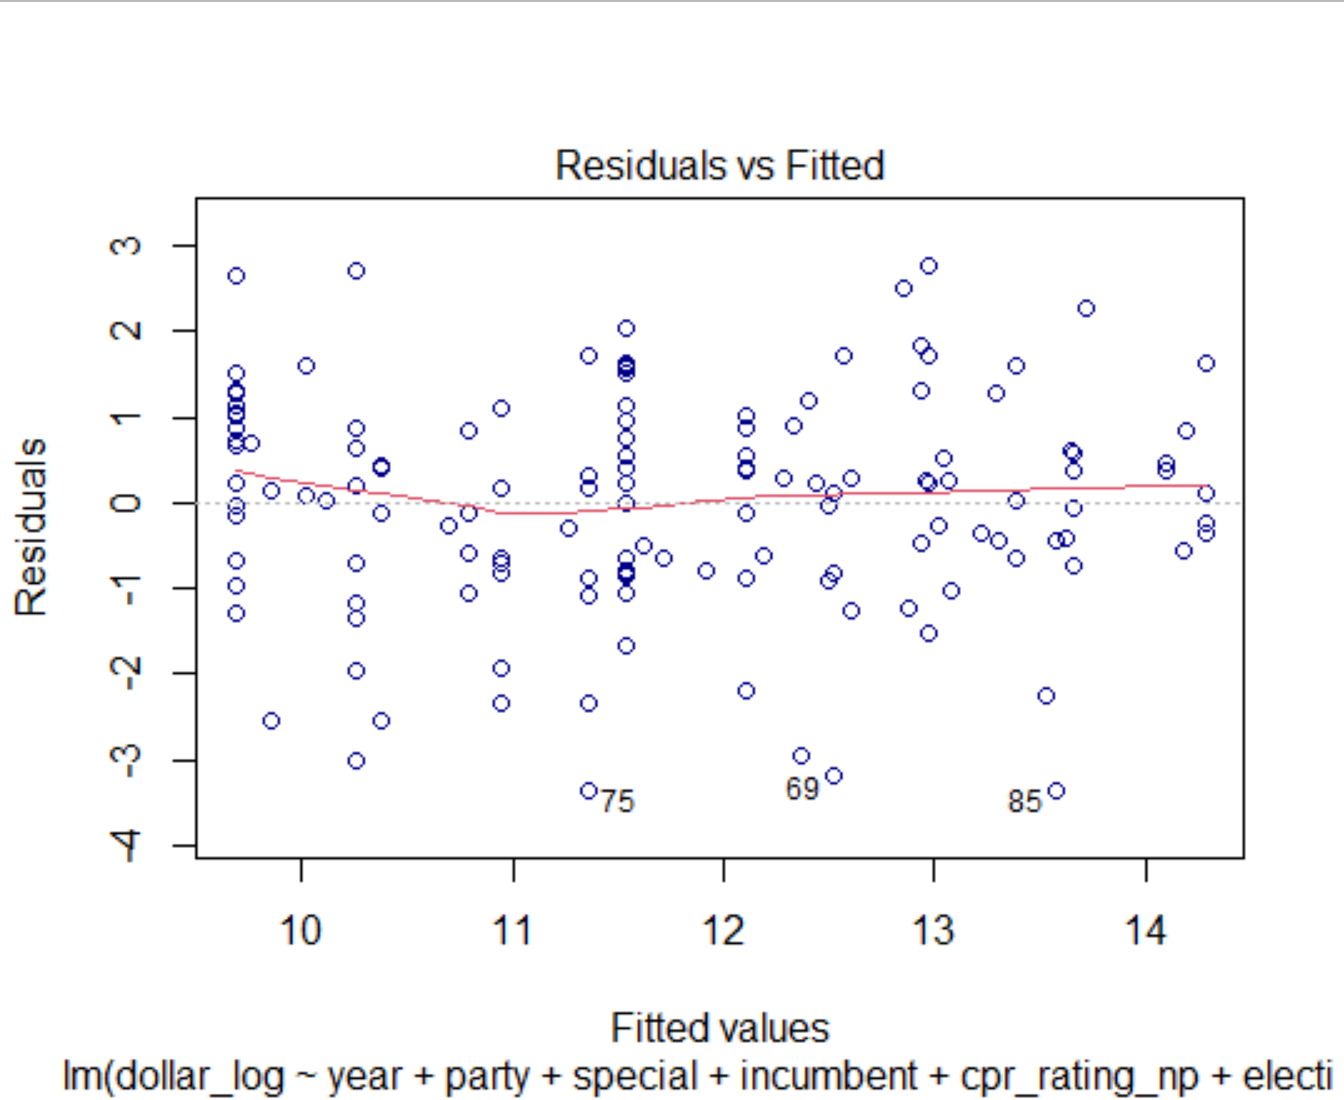 Residuals vs Fitted
3
2
1
0
-1
-2
-3
-4
Residuals
75
69
85
10 11 12 13 14
Fitted values
lm(dollar_log ~ year + party + special + incumbent + cpr_rating_np + electi